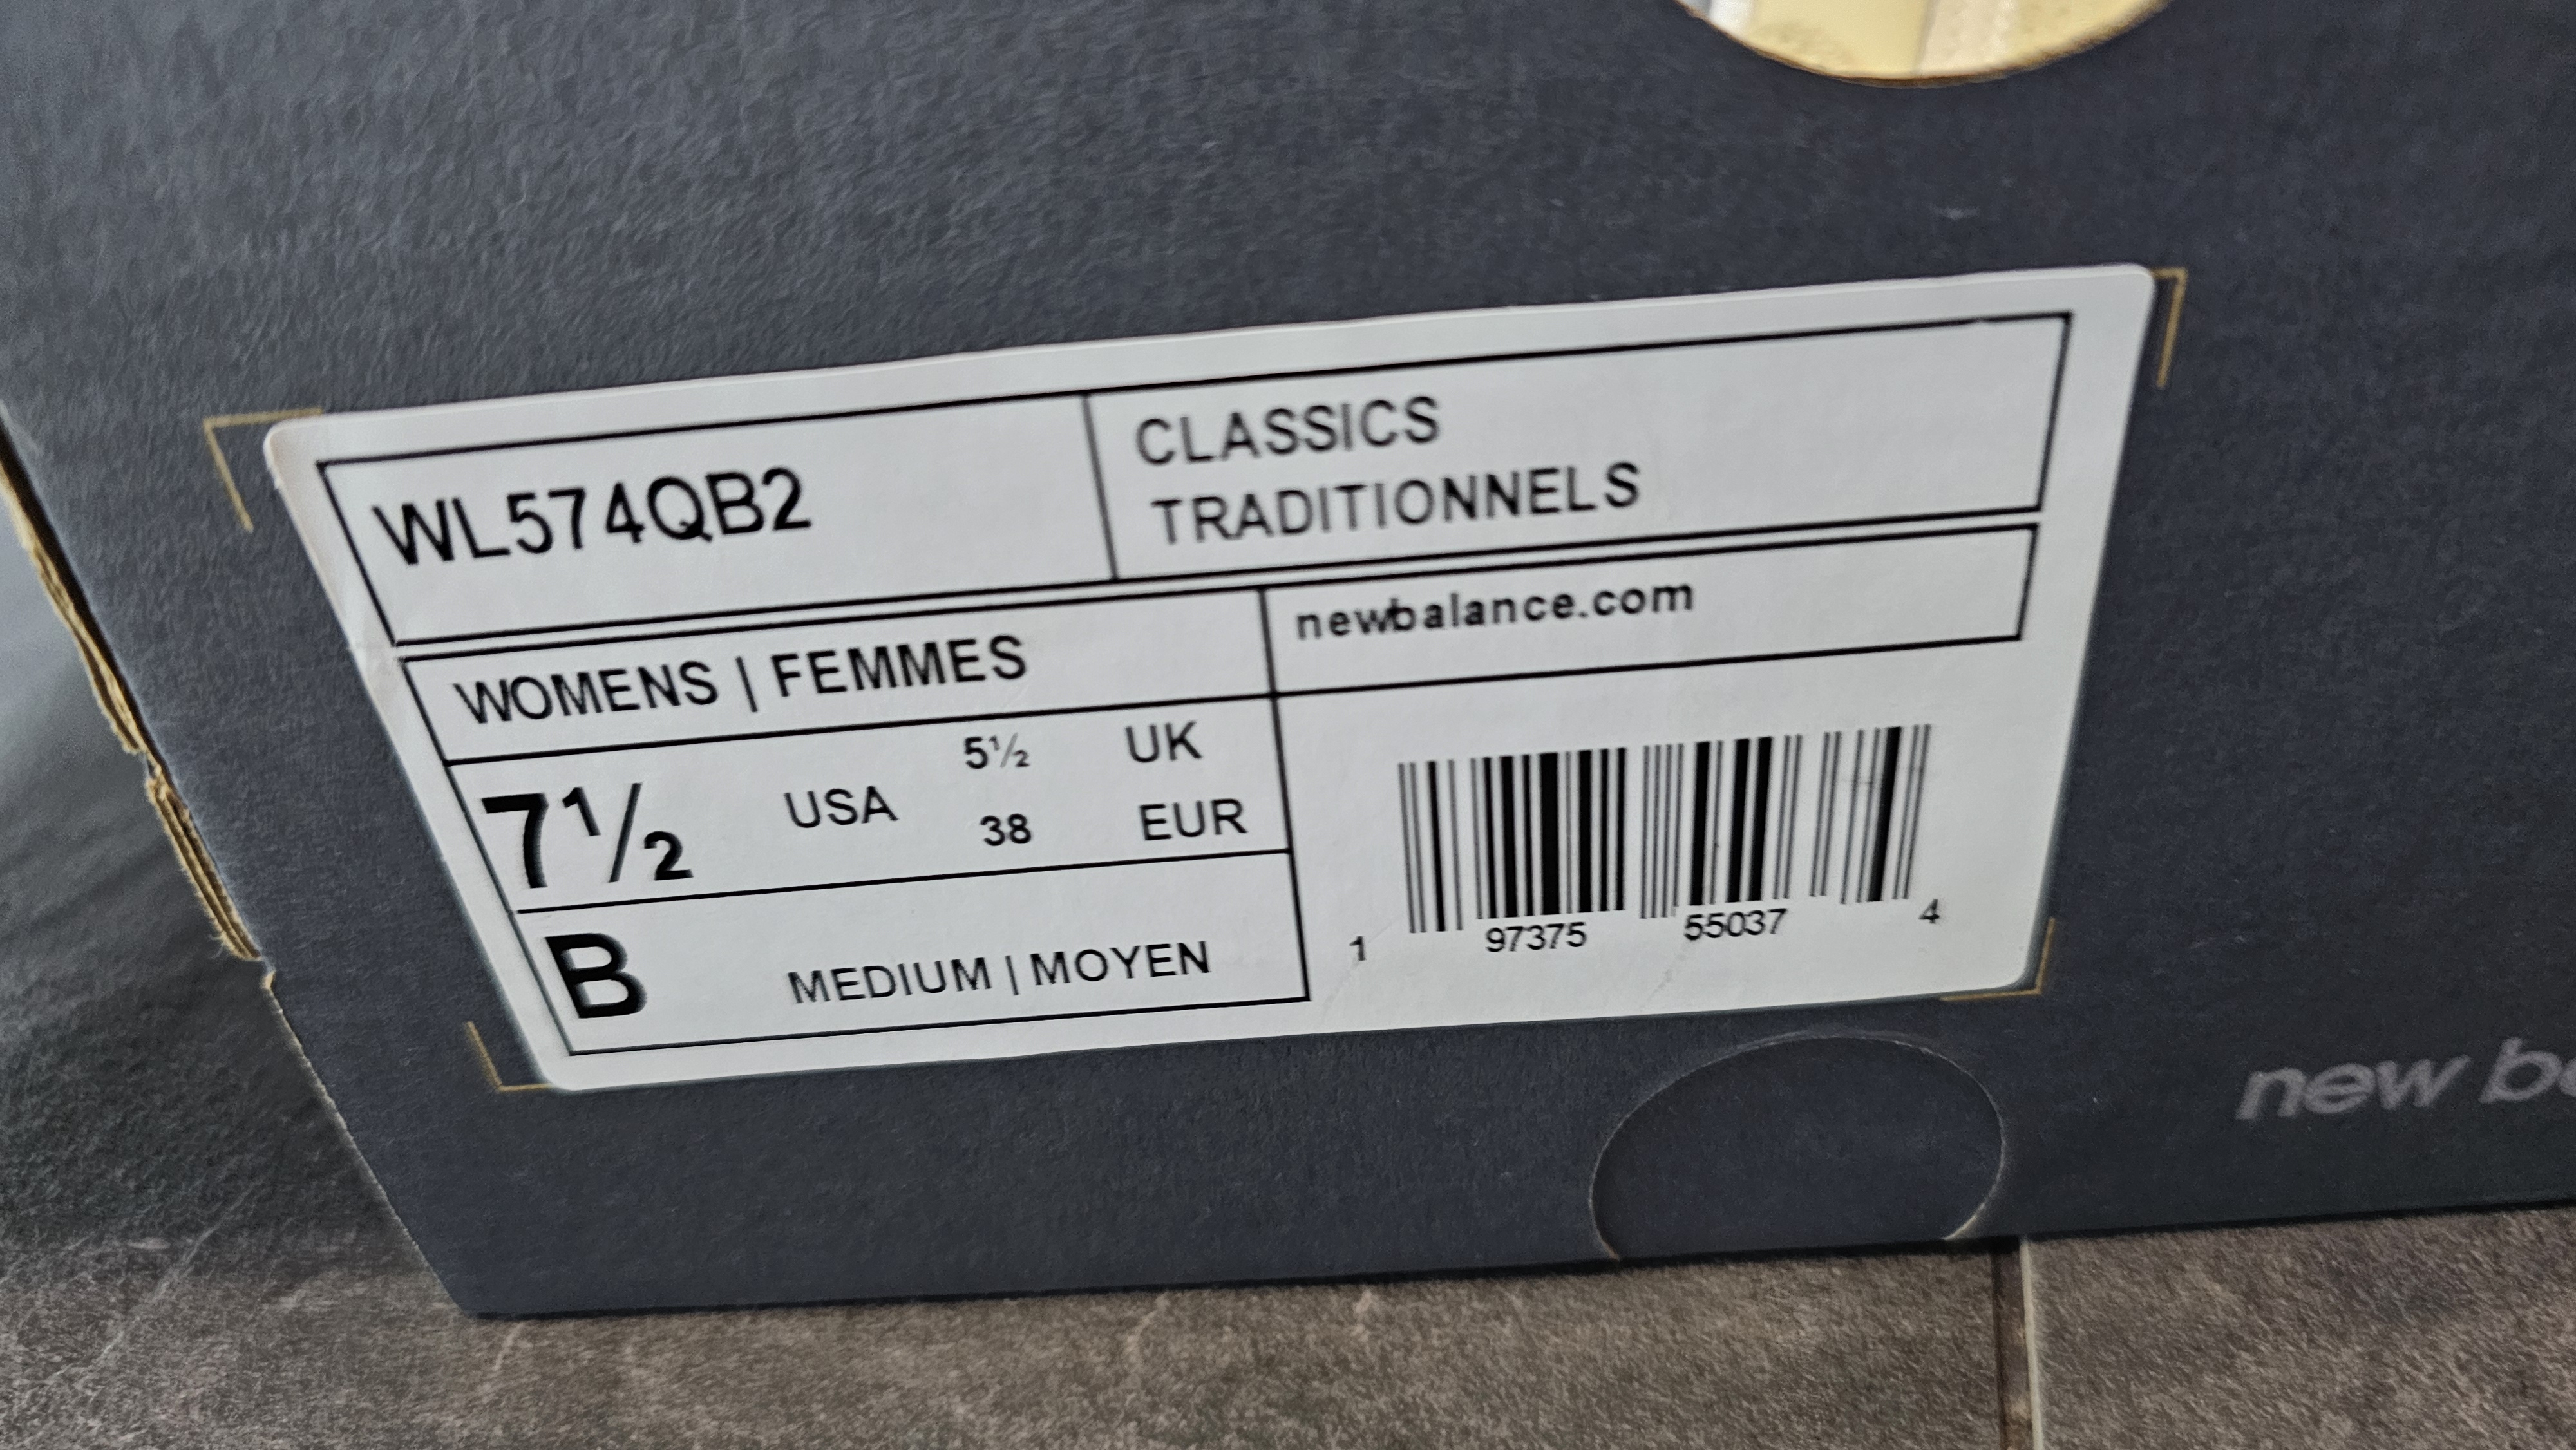 WL574QB2
CLASSICS
TRADITIONNELS
WOMENS | FEMMES
newbalance.com
7½ USA
5½ UK
38 EUR
B MEDIUM | MOYEN
1 97375 55037 4
new